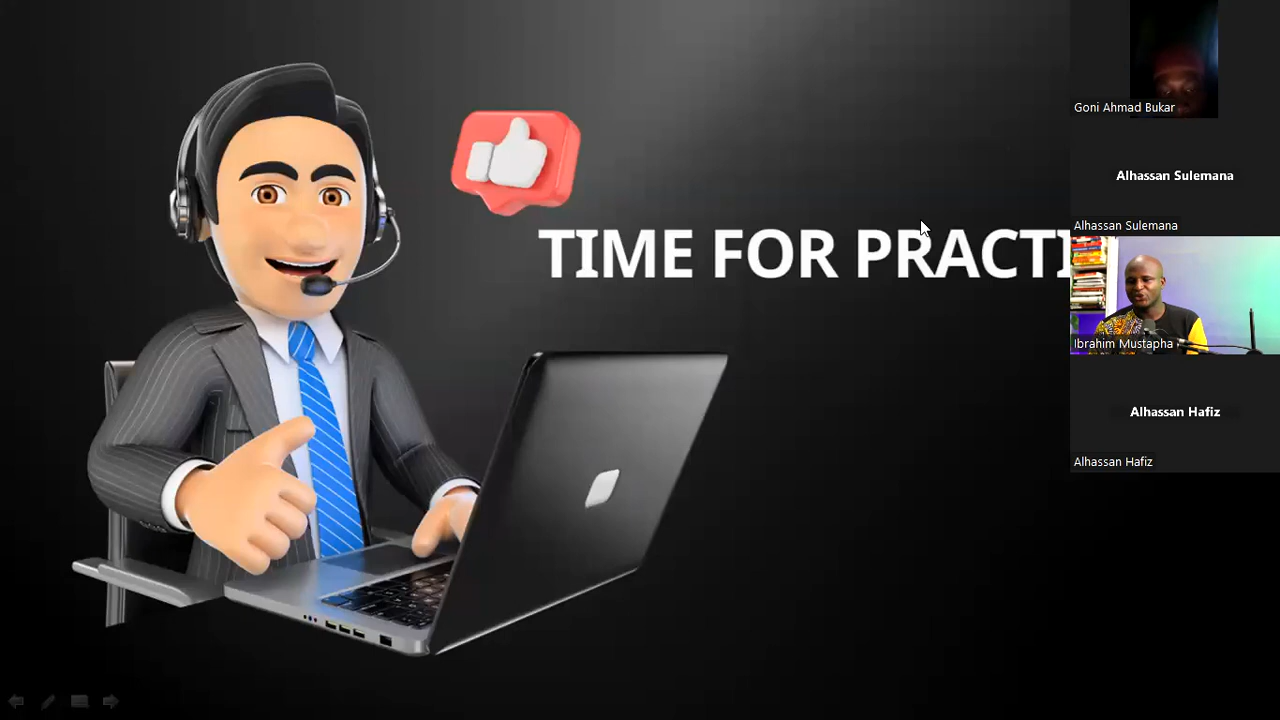 TIME FOR PRACTI
Goni Ahmad Bukar
Alhassan Sulemana
Alhassan Sulemana
Ibrahim Mustapha
Alhassan Hafiz
Alhassan Hafiz